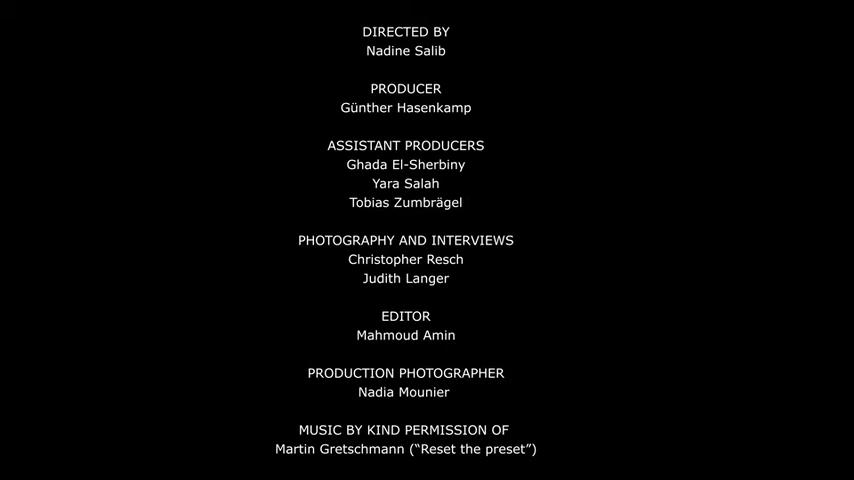 DIRECTED BY
Nadine Salib
PRODUCER
Günther Hasenkamp
ASSISTANT PRODUCERS
Ghada El-Sherbiny
Yara Salah
Tobias Zumbrägel
PHOTOGRAPHY AND INTERVIEWS
Christopher Resch
Judith Langer
EDITOR
Mahmoud Amin
PRODUCTION PHOTOGRAPHER
Nadia Mounier
MUSIC BY KIND PERMISSION OF
Martin Gretschmann (“Reset the preset”)